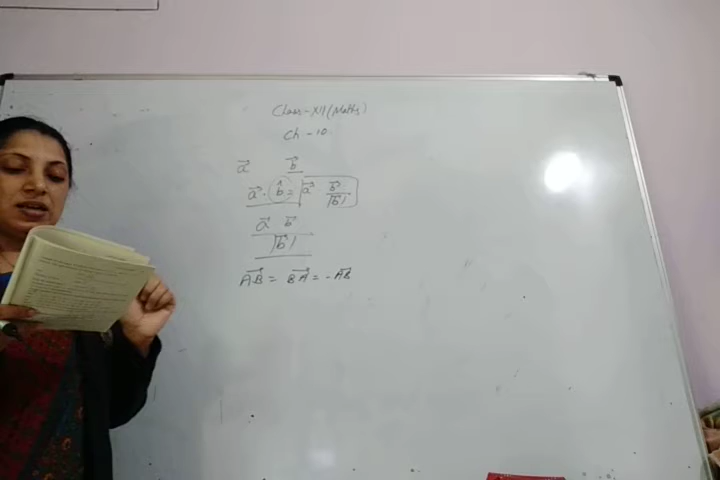 Class-XII (Maths)
Ch - 10
a⃗ b⃗
a⃗ · b̂ = a⃗ b⃗/|b⃗|
a⃗ b⃗/|b⃗|
AB⃗ = BA⃗ = - AB⃗